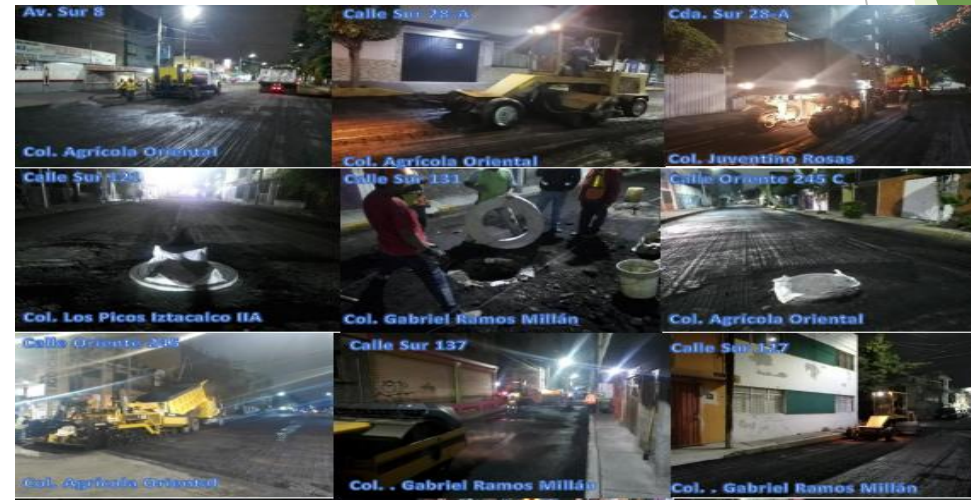 Av. Sur 8
Col. Agrícola Oriental
Calle Sur 28-A
Col. Agrícola Oriental
Cda. Sur 28-A
Col. Juventino Rosas
Calle Sur
Col. Los Picos Iztacalco IIA
Calle Sur 131
Col. Gabriel Ramos Millán
Calle Oriente 245 C
Col. Agrícola Oriental
Calle Oriente 245
Col. Agrícola Oriental
Calle Sur 137
Col. . Gabriel Ramos Millán
Calle Sur 127
Col. . Gabriel Ramos Millán